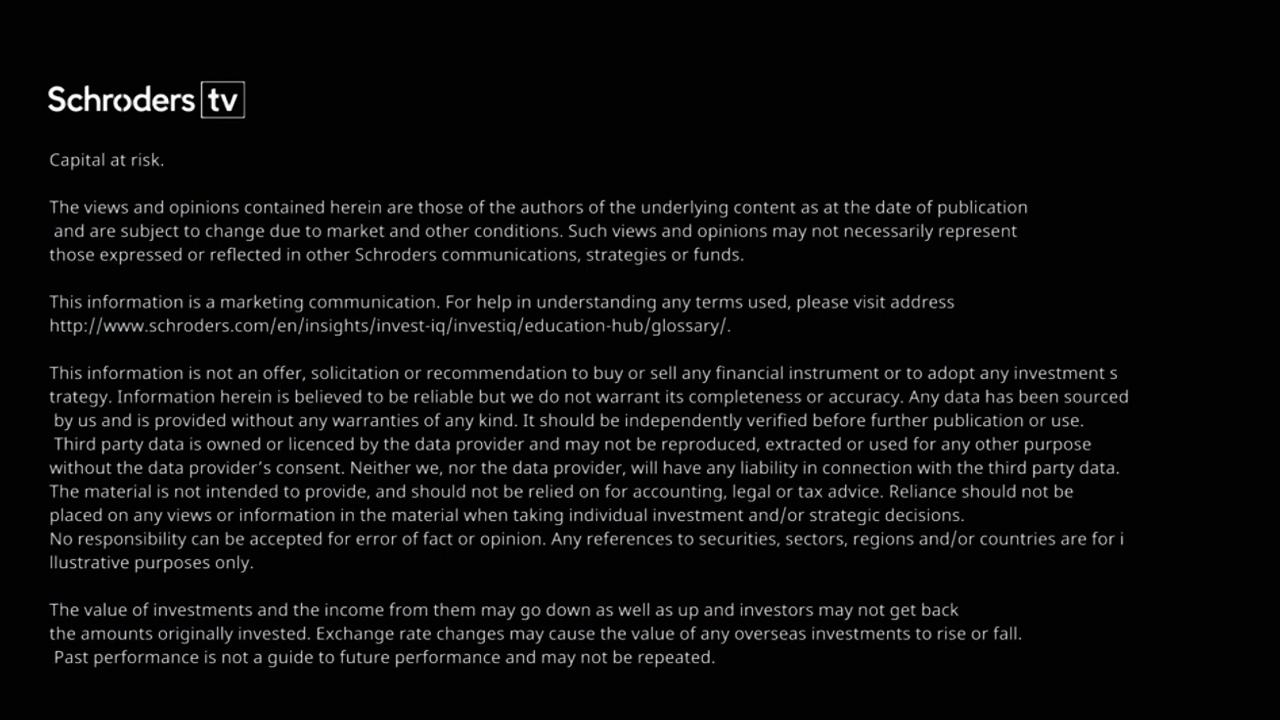 Schroders tv
Capital at risk.
The views and opinions contained herein are those of the authors of the underlying content as at the date of publication
and are subject to change due to market and other conditions. Such views and opinions may not necessarily represent
those expressed or reflected in other Schroders communications, strategies or funds.
This information is a marketing communication. For help in understanding any terms used, please visit address
http://www.schroders.com/en/insights/invest-iq/investiq/education-hub/glossary/.
This information is not an offer, solicitation or recommendation to buy or sell any financial instrument or to adopt any investment s
trategy. Information herein is believed to be reliable but we do not warrant its completeness or accuracy. Any data has been sourced
by us and is provided without any warranties of any kind. It should be independently verified before further publication or use.
Third party data is owned or licenced by the data provider and may not be reproduced, extracted or used for any other purpose
without the data provider's consent. Neither we, nor the data provider, will have any liability in connection with the third party data.
The material is not intended to provide, and should not be relied on for accounting, legal or tax advice. Reliance should not be
placed on any views or information in the material when taking individual investment and/or strategic decisions.
No responsibility can be accepted for error of fact or opinion. Any references to securities, sectors, regions and/or countries are for i
llustrative purposes only.
The value of investments and the income from them may go down as well as up and investors may not get back
the amounts originally invested. Exchange rate changes may cause the value of any overseas investments to rise or fall.
Past performance is not a guide to future performance and may not be repeated.